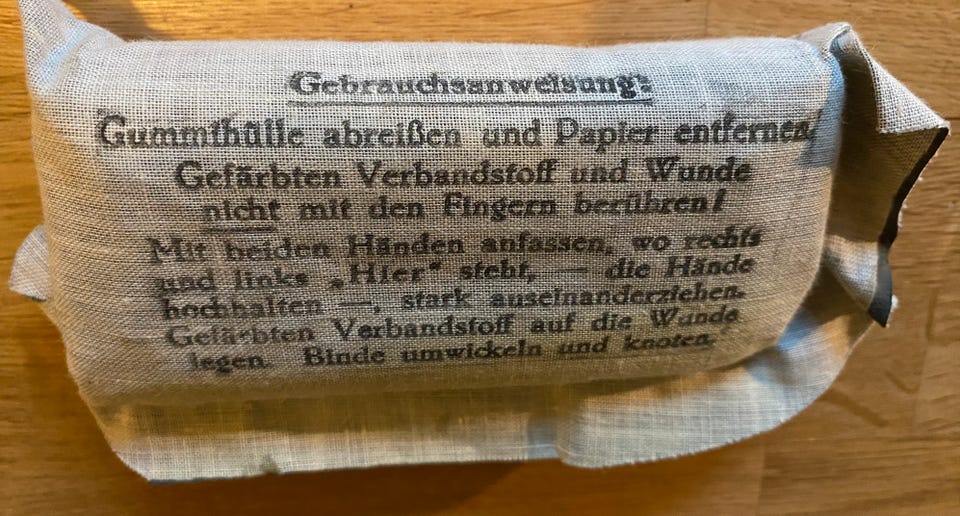 Gebrauchsanweisung:
Gummihülle abreißen und Papier entfernen!
Gefärbten Verbandstoff und Wunde
nicht mit den Fingern berühren!
Mit beiden Händen anfassen, wo rechts
und links „Hier“ steht, — die Hände
hochhalten —, stark auseinanderziehen.
Gefärbten Verbandstoff auf die Wunde
legen. Binde umwickeln und knoten.